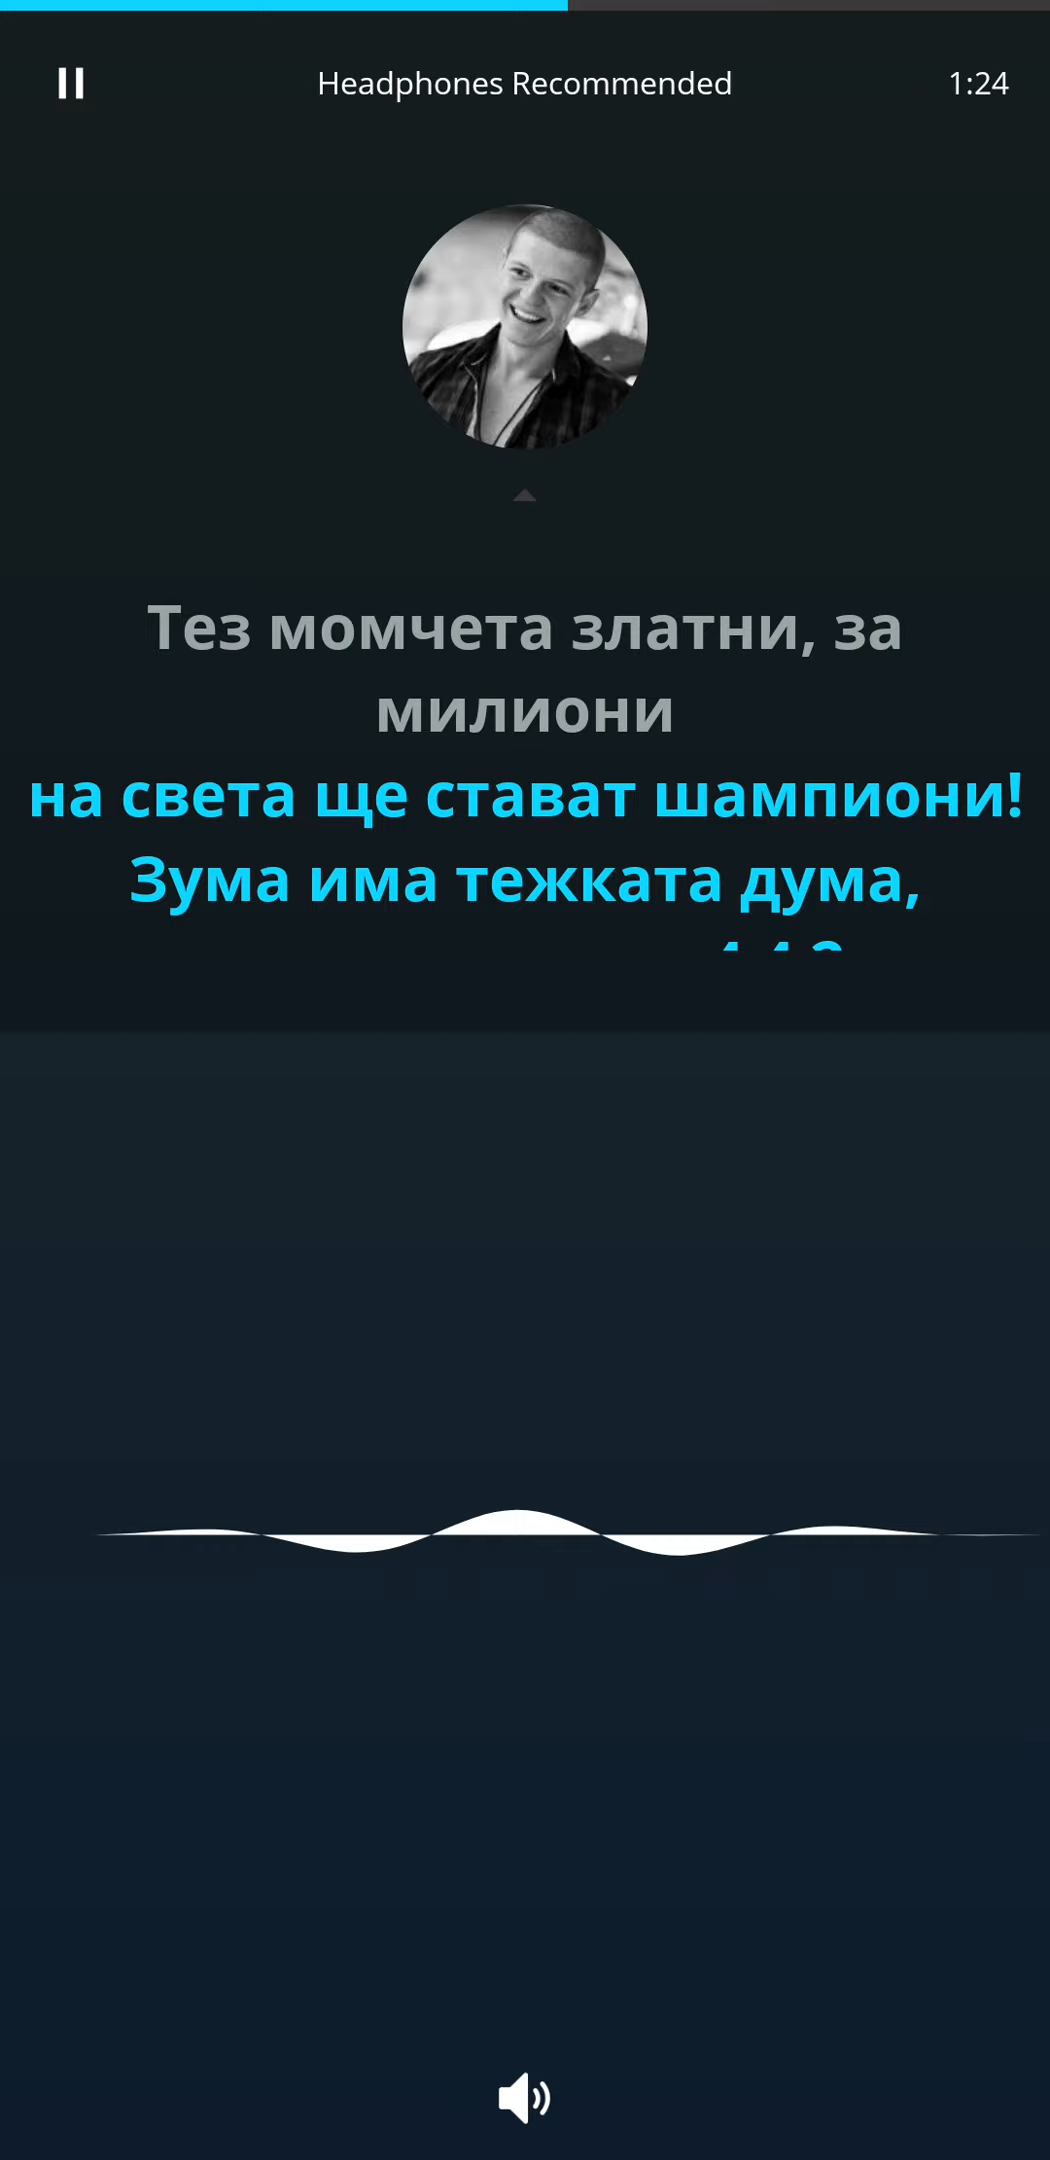 Headphones Recommended 1:24
Тез момчета златни, за
милиони
на света ще стават шампиони!
Зума има тежката дума,